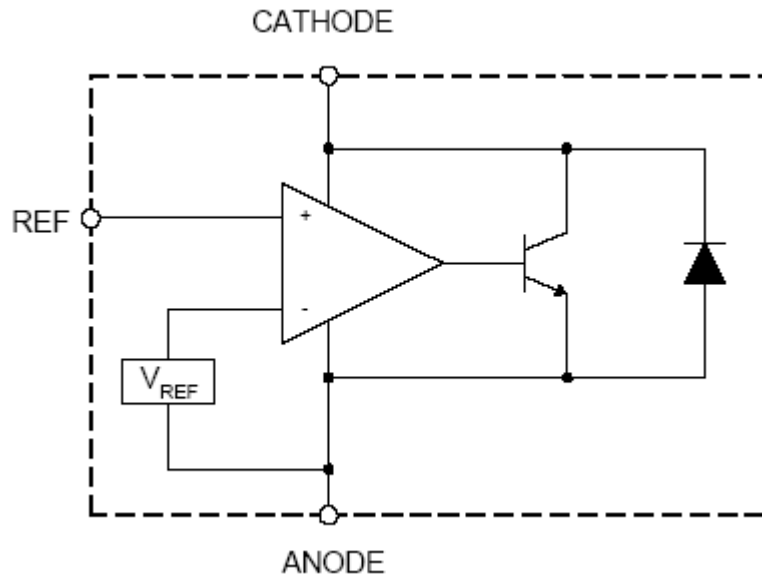 CATHODE
REF
+
-
VREF
ANODE